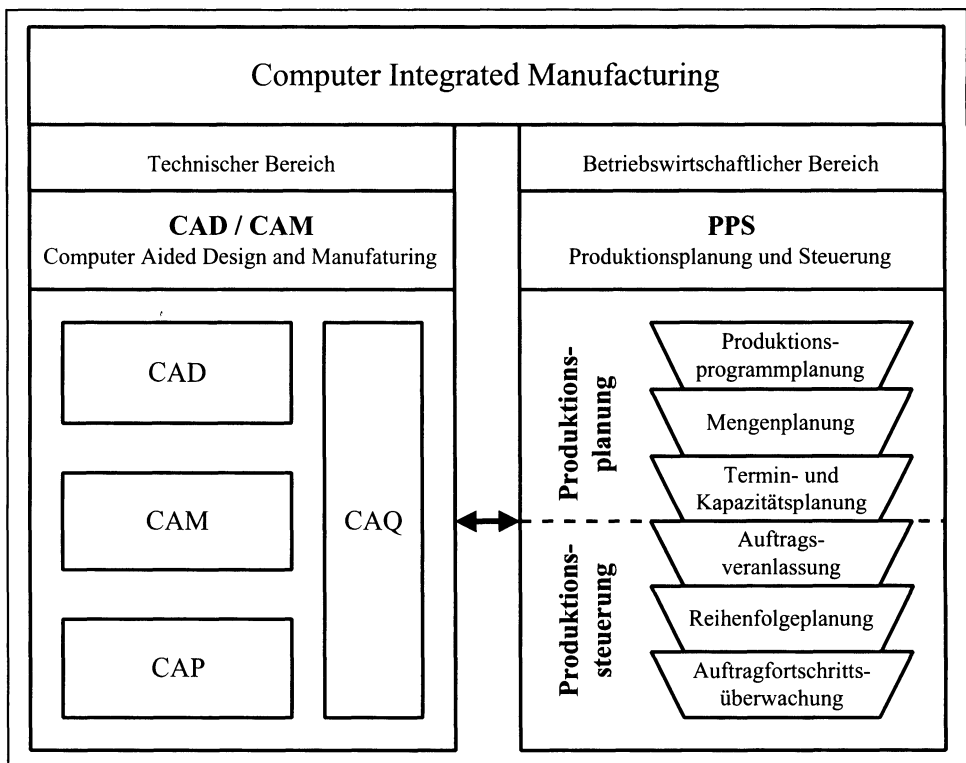 Computer Integrated Manufacturing
Technischer Bereich
CAD / CAM
Computer Aided Design and Manufaturing
CAD
CAM
CAP
CAQ
Betriebswirtschaftlicher Bereich
PPS
Produktionsplanung und Steuerung
Produktions-
planung
Produktions-
programmplanung
Mengenplanung
Termin- und
Kapazitätsplanung
Produktions-
steuerung
Auftrags-
veranlassung
Reihenfolgeplanung
Auftragfortschritts-
überwachung